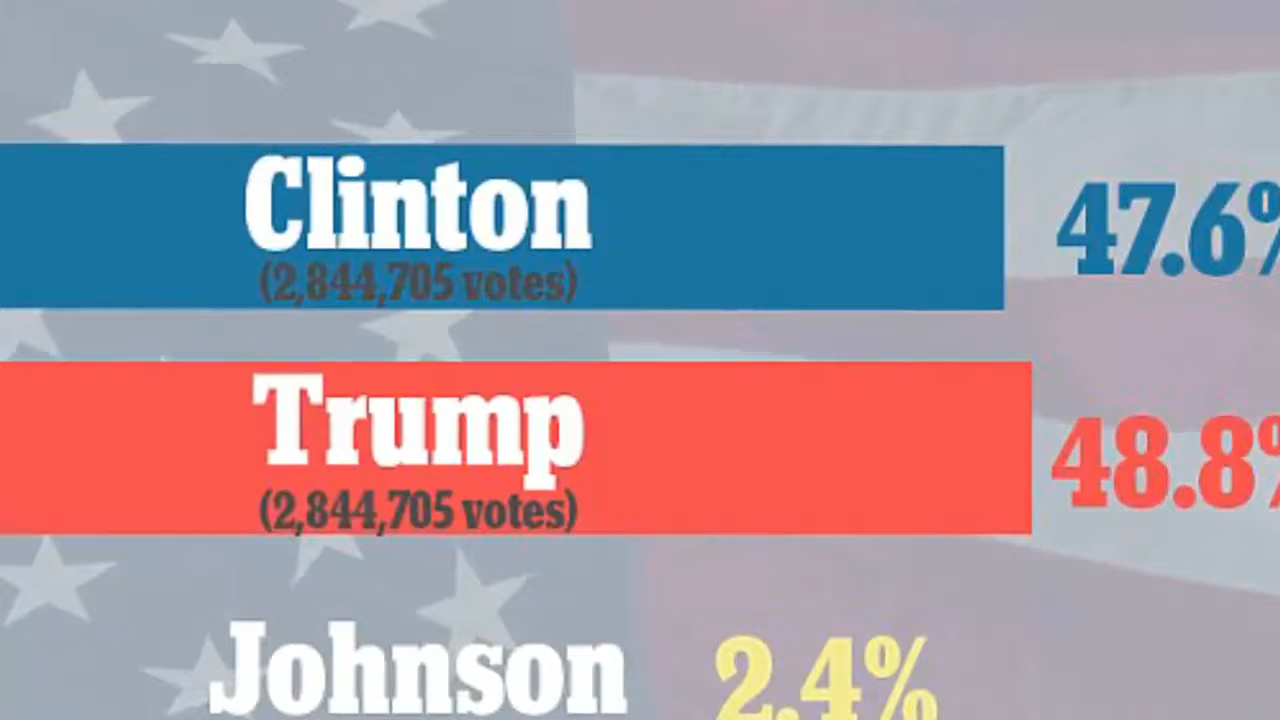 Clinton
(2,844,705 votes)
47.6%
Trump
(2,844,705 votes)
48.8%
Johnson
2.4%